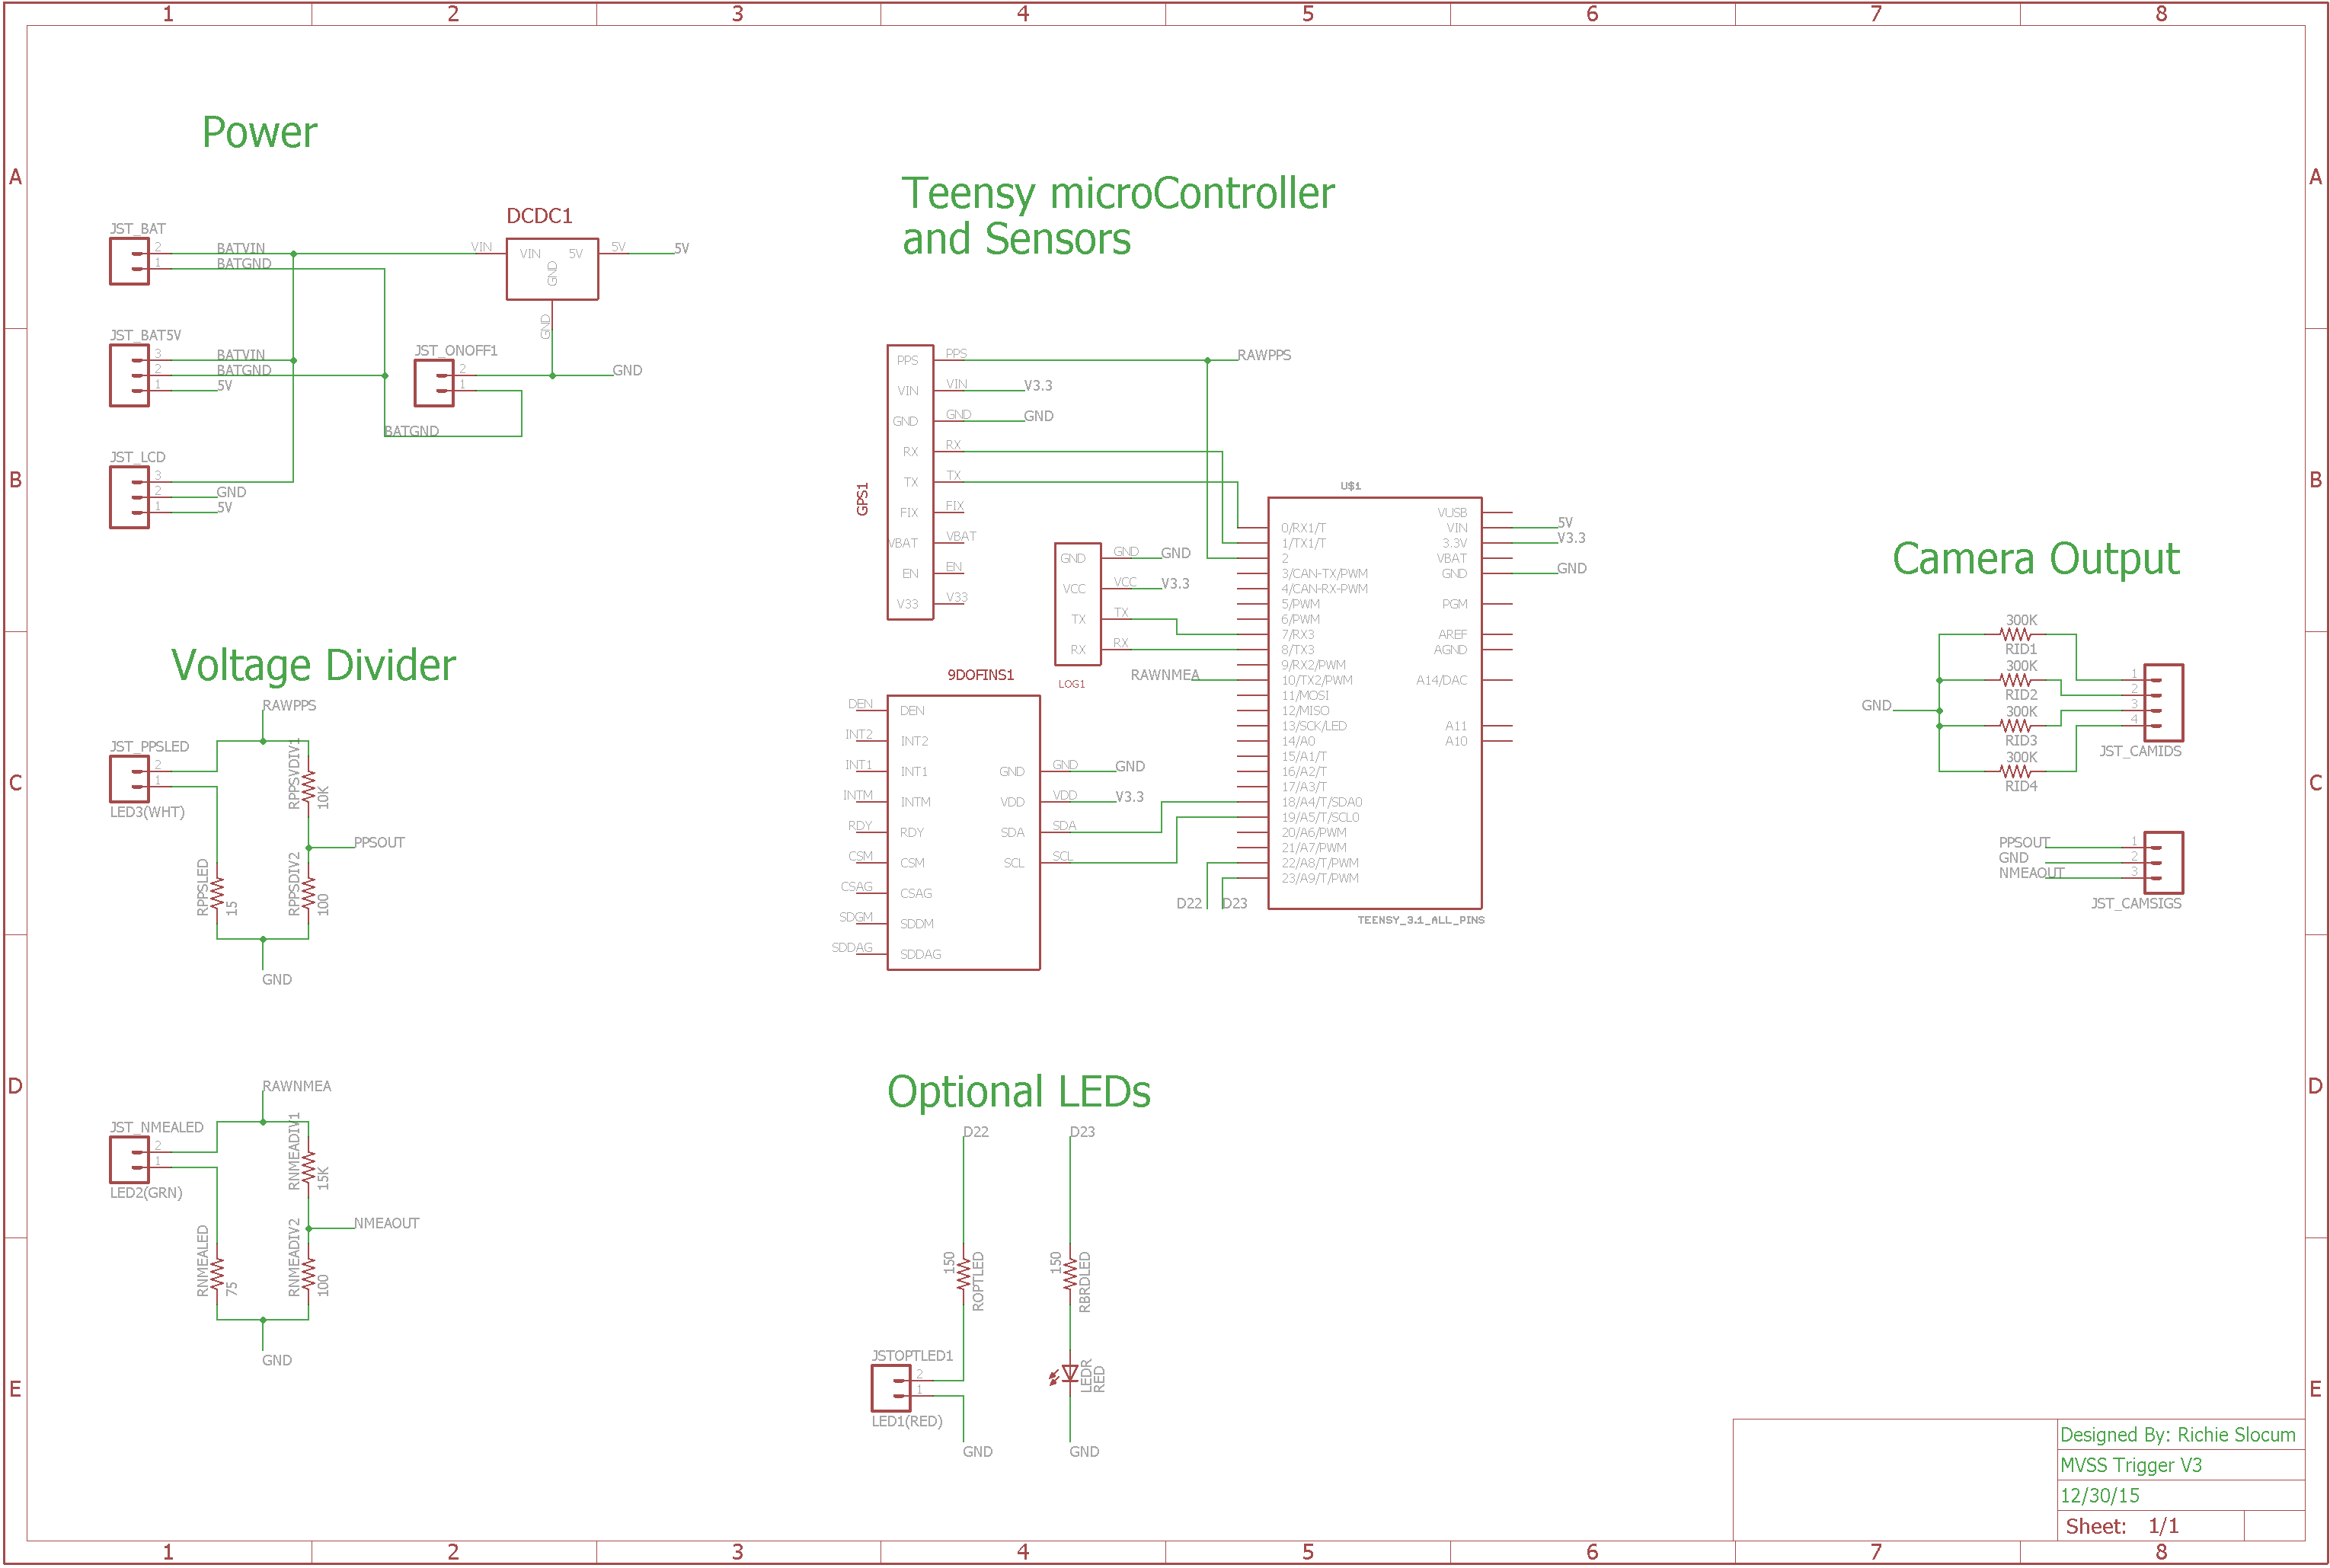 1 2 3 4 5 6 7 8
A A
B B
C C
D D
E E
Power
JST_BAT
2 BATVIN
1 BATGND
DCDC1
VIN VIN 5V 5V 5V
GND
GND
JST_BAT5V
3 BATVIN
2 BATGND
1 5V
JST_ONOFF1
2 GND
1
BATGND
JST_LCD
3
2 GND
1 5V
Voltage Divider
RAWPPS
JST_PPSLED
2
1
LED3(WHT)
RPPSVDIV1
10K
PPSOUT
RPPSLED
15
RPPSDIV2
100
GND
RAWNMEA
JST_NMEALED
2
1
LED2(GRN)
RNMEADIV1
15K
NMEAOUT
RNMEALED
75
RNMEADIV2
100
GND
Teensy microController
and Sensors
GPS1
PPS PPS RAWPPS
VIN VIN V3.3
GND GND GND
RX RX
TX TX
FIX FIX
VBAT VBAT
EN EN
V33 V33
GND GND GND
VCC VCC V3.3
TX TX
RX RX
LOG1
RAWNMEA
9DOFINS1
DEN DEN
INT2 INT2
INT1 INT1 GND GND GND
INTM INTM VDD VDD V3.3
RDY RDY SDA SDA
CSM CSM SCL SCL
CSAG CSAG
SDGM SDDM
SDDAG SDDAG
D22 D23
U$1
VUSB
0/RX1/T VIN 5V
1/TX1/T 3.3V V3.3
2 VBAT
3/CAN-TX/PWM GND GND
4/CAN-RX-PWM
5/PWM PGM
6/PWM
7/RX3 AREF
8/TX3 AGND
9/RX2/PWM
10/TX2/PWM A14/DAC
11/MOSI
12/MISO
13/SCK/LED A11
14/A0 A10
15/A1/T
16/A2/T
17/A3/T
18/A4/T/SDA0
19/A5/T/SCL0
20/A6/PWM
21/A7/PWM
22/A8/T/PWM
23/A9/T/PWM
TEENSY_3.1_ALL_PINS
Camera Output
300K
RID1
300K
RID2
GND
300K
RID3
300K
RID4
1
2
3
4
JST_CAMIDS
PPSOUT 1
GND 2
NMEAOUT 3
JST_CAMSIGS
Optional LEDs
D22 D23
150
ROPTLED
150
RBRDLED
JSTOPTLED1
2
1
LED1(RED)
GND
LEDR
RED
GND
Designed By: Richie Slocum
MVSS Trigger V3
12/30/15
Sheet: 1/1
1 2 3 4 5 6 7 8